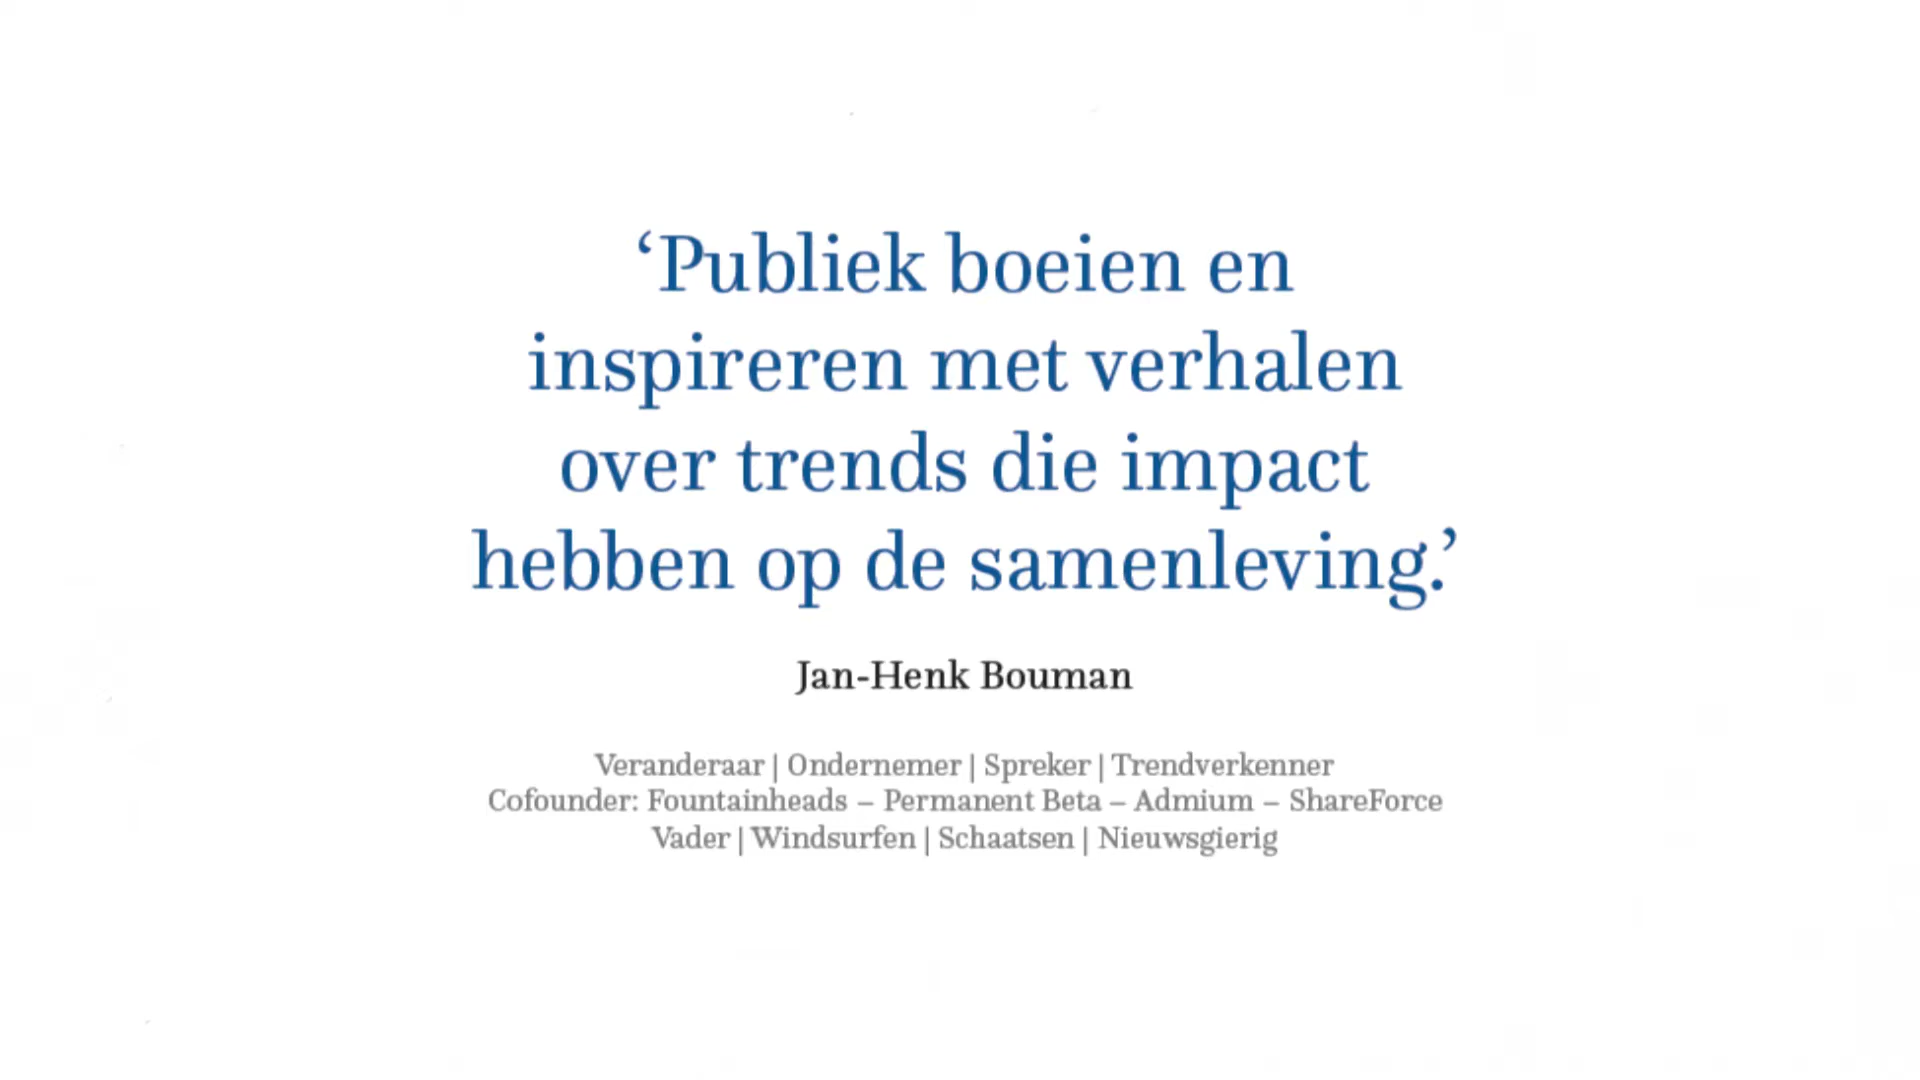 ‘Publiek boeien en
inspireren met verhalen
over trends die impact
hebben op de samenleving.’
Jan-Henk Bouman
Veranderaar | Ondernemer | Spreker | Trendverkenner
Cofounder: Fountainheads – Permanent Beta – Admium – ShareForce
Vader | Windsurfen | Schaatsen | Nieuwsgierig